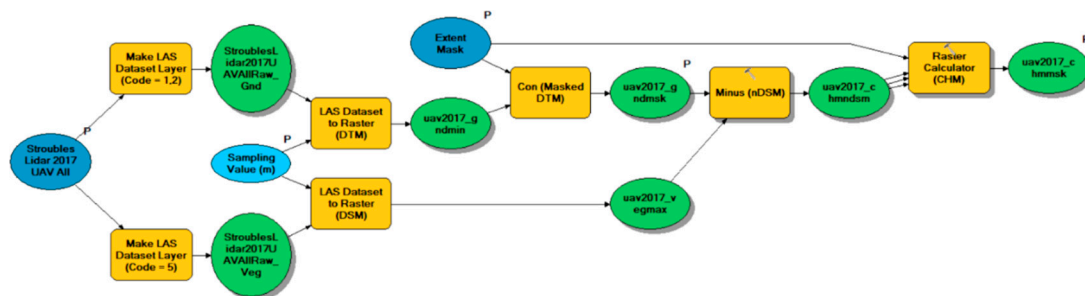 Make LAS
Dataset Layer
(Code = 1,2)
StroublesL
idar2017U
AVAllRaw_
Gnd
P
Stroubles
Lidar 2017
UAV All
P
Sampling
Value (m)
LAS Dataset
to Raster
(DTM)
LAS Dataset
to Raster
(DSM)
Make LAS
Dataset Layer
(Code = 5)
StroublesL
idar2017U
AVAllRaw_
Veg
P
Extent
Mask
uav2017_g
ndmin
Con (Masked
DTM)
P
uav2017_g
ndmsk
Minus (nDSM)
uav2017_v
egmax
uav2017_c
hmndsm
Raster
Calculator
(CHM)
P
uav2017_c
hmmsk